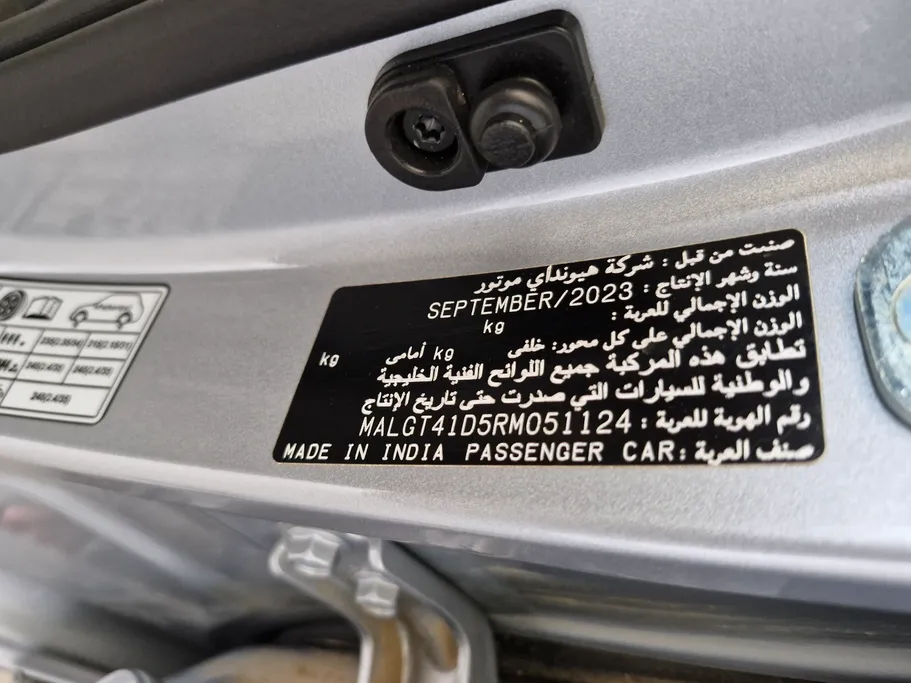 صنعت من قبل : شركة هيونداي موتور
سنة وشهر الإنتاج : SEPTEMBER/2023
الوزن الإجمالي للعربة : kg
الوزن الإجمالي على كل محور: خلفى kg أمامى kg
تطابق هذه المركبة جميع اللوائح الفنية الخليجية
والوطنية للسيارات التي صدرت حتى تاريخ الإنتاج
رقم الهوية للعربة : MALGT41D5RM051124
صنف العربة : MADE IN INDIA PASSENGER CAR